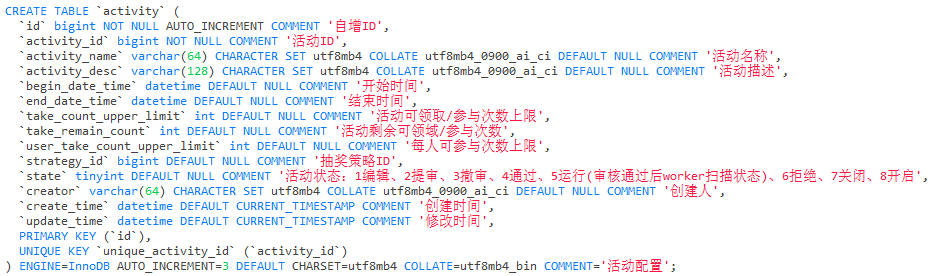 CREATE TABLE `activity` (
  `id` bigint NOT NULL AUTO_INCREMENT COMMENT '自增ID',
  `activity_id` bigint NOT NULL COMMENT '活动ID',
  `activity_name` varchar(64) CHARACTER SET utf8mb4 COLLATE utf8mb4_0900_ai_ci DEFAULT NULL COMMENT '活动名称',
  `activity_desc` varchar(128) CHARACTER SET utf8mb4 COLLATE utf8mb4_0900_ai_ci DEFAULT NULL COMMENT '活动描述',
  `begin_date_time` datetime DEFAULT NULL COMMENT '开始时间',
  `end_date_time` datetime DEFAULT NULL COMMENT '结束时间',
  `take_count_upper_limit` int DEFAULT NULL COMMENT '活动可领取/参与次数上限',
  `take_remain_count` int DEFAULT NULL COMMENT '活动剩余可领域/参与次数',
  `user_take_count_upper_limit` int DEFAULT NULL COMMENT '每人可参与次数上限',
  `strategy_id` bigint DEFAULT NULL COMMENT '抽奖策略ID',
  `state` tinyint DEFAULT NULL COMMENT '活动状态：1编辑、2提审、3撤审、4通过、5运行(审核通过后worker扫描状态)、6拒绝、7关闭、8开启',
  `creator` varchar(64) CHARACTER SET utf8mb4 COLLATE utf8mb4_0900_ai_ci DEFAULT NULL COMMENT '创建人',
  `create_time` datetime DEFAULT CURRENT_TIMESTAMP COMMENT '创建时间',
  `update_time` datetime DEFAULT CURRENT_TIMESTAMP COMMENT '修改时间',
  PRIMARY KEY (`id`),
  UNIQUE KEY `unique_activity_id` (`activity_id`)
) ENGINE=InnoDB AUTO_INCREMENT=3 DEFAULT CHARSET=utf8mb4 COLLATE=utf8mb4_bin COMMENT='活动配置';